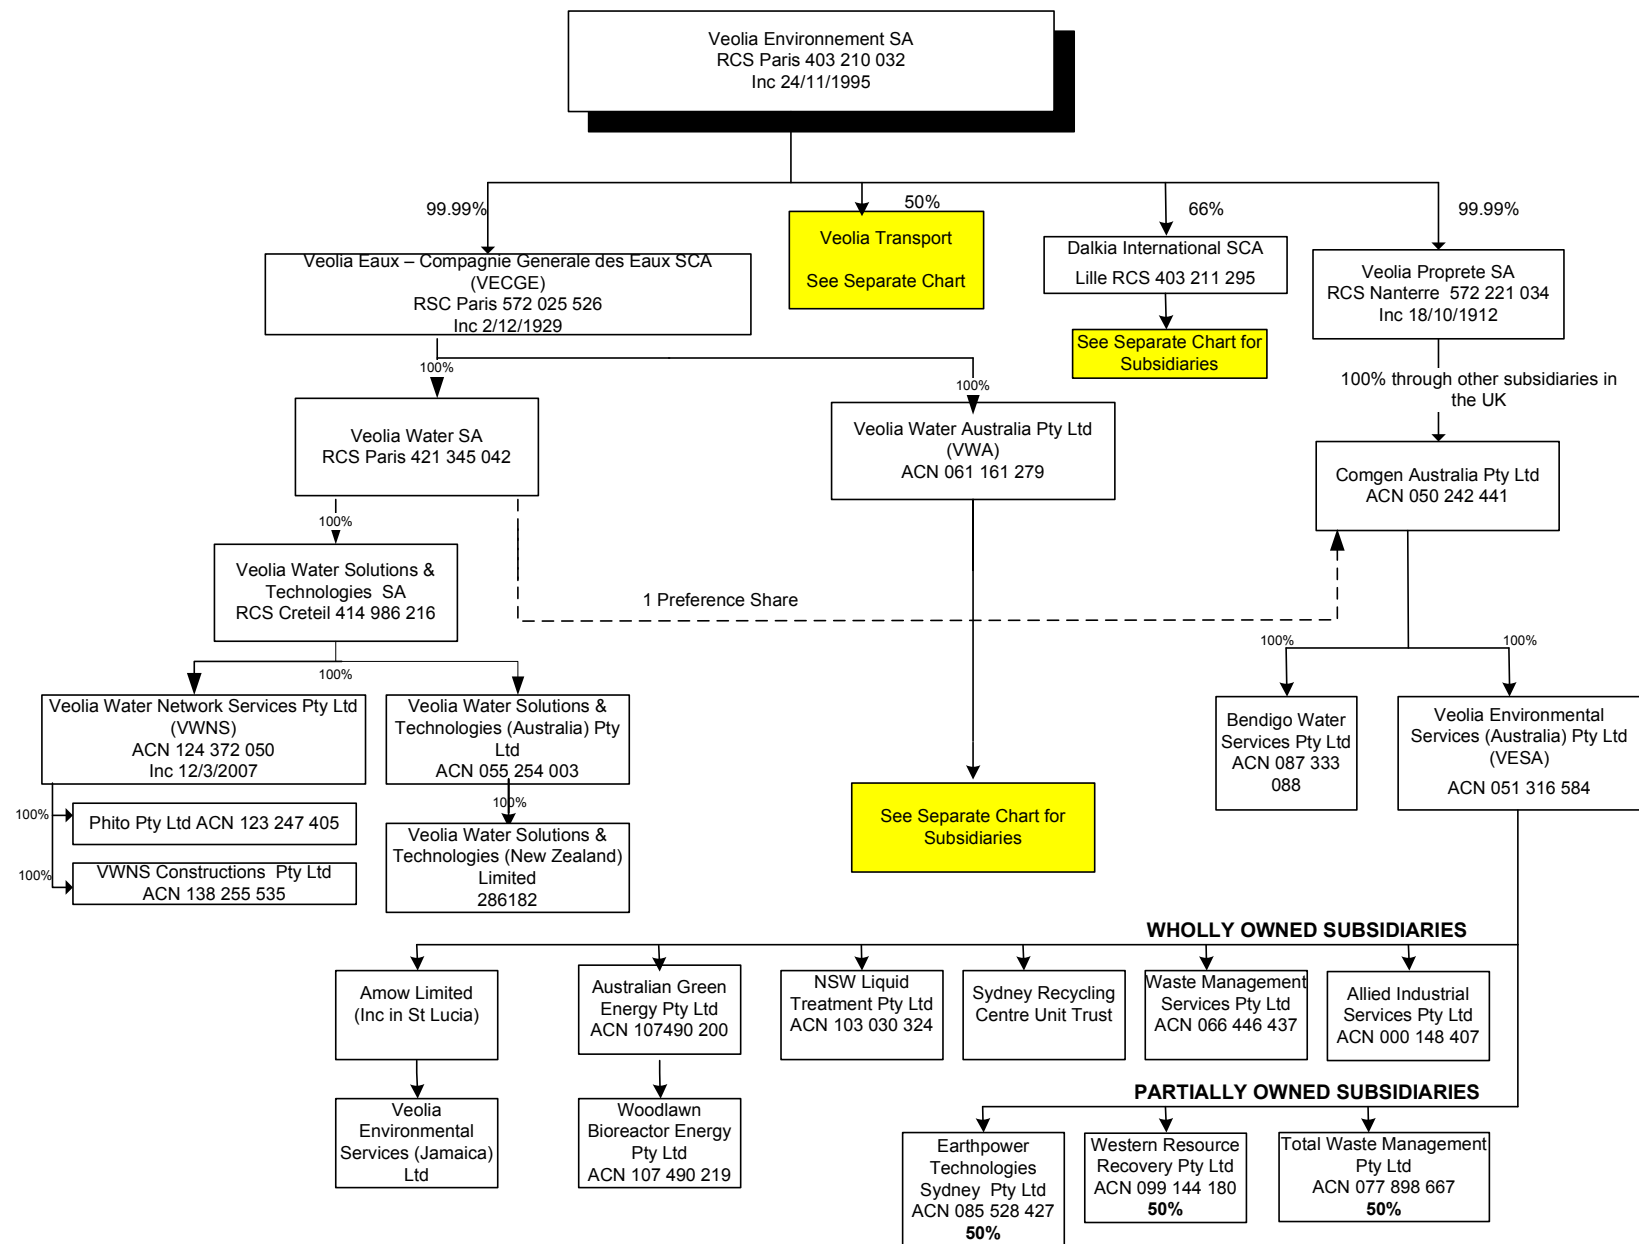 Veolia Environnement SA
RCS Paris 403 210 032
Inc 24/11/1995
99.99%
50%
66%
99.99%
Veolia Eaux – Compagnie Generale des Eaux SCA
(VECGE)
RSC Paris 572 025 526
Inc 2/12/1929
Veolia Transport
See Separate Chart
Dalkia International SCA
Lille RCS 403 211 295
Veolia Proprete SA
RCS Nanterre 572 221 034
Inc 18/10/1912
See Separate Chart for
Subsidiaries
100%
100%
100% through other subsidiaries in
the UK
Veolia Water SA
RCS Paris 421 345 042
Veolia Water Australia Pty Ltd
(VWA)
ACN 061 161 279
Comgen Australia Pty Ltd
ACN 050 242 441
100%
Veolia Water Solutions &
Technologies SA
RCS Creteil 414 986 216
1 Preference Share
100%
100%
100%
Veolia Water Network Services Pty Ltd
(VWNS)
ACN 124 372 050
Inc 12/3/2007
Veolia Water Solutions &
Technologies (Australia) Pty
Ltd
ACN 055 254 003
Bendigo Water
Services Pty Ltd
ACN 087 333
088
Veolia Environmental
Services (Australia) Pty Ltd
(VESA)
ACN 051 316 584
100%
Phito Pty Ltd ACN 123 247 405
100%
VWNS Constructions Pty Ltd
ACN 138 255 535
100%
Veolia Water Solutions &
Technologies (New Zealand)
Limited
286182
See Separate Chart for
Subsidiaries
WHOLLY OWNED SUBSIDIARIES
Amow Limited
(Inc in St Lucia)
Australian Green
Energy Pty Ltd
ACN 107490 200
NSW Liquid
Treatment Pty Ltd
ACN 103 030 324
Sydney Recycling
Centre Unit Trust
Waste Management
Services Pty Ltd
ACN 066 446 437
Allied Industrial
Services Pty Ltd
ACN 000 148 407
Veolia
Environmental
Services (Jamaica)
Ltd
Woodlawn
Bioreactor Energy
Pty Ltd
ACN 107 490 219
PARTIALLY OWNED SUBSIDIARIES
Earthpower
Technologies
Sydney Pty Ltd
ACN 085 528 427
50%
Western Resource
Recovery Pty Ltd
ACN 099 144 180
50%
Total Waste Management
Pty Ltd
ACN 077 898 667
50%